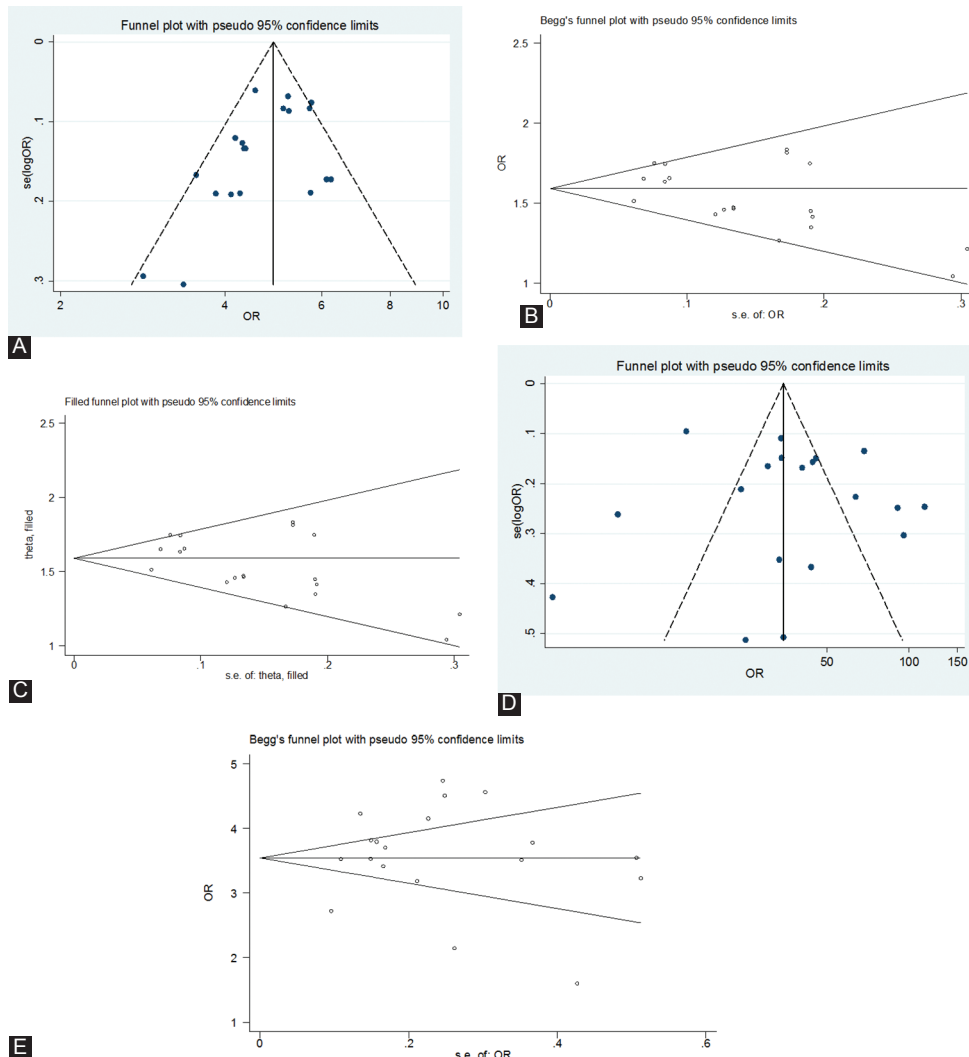 Funnel plot with pseudo 95% confidence limits
0
.1
.2
.3
se(logOR)
2
4
6
8
10
OR
A
Begg's funnel plot with pseudo 95% confidence limits
2.5
2
1.5
1
OR
0
.1
.2
.3
s.e. of: OR
B
Filled funnel plot with pseudo 95% confidence limits
2.5
2
1.5
1
theta, filled
0
.1
.2
.3
s.e. of: theta, filled
C
Funnel plot with pseudo 95% confidence limits
0
.1
.2
.3
.4
.5
se(logOR)
50
100
150
OR
D
Begg's funnel plot with pseudo 95% confidence limits
5
4
3
2
1
OR
0
.2
.4
.6
s.e. of: OR
E